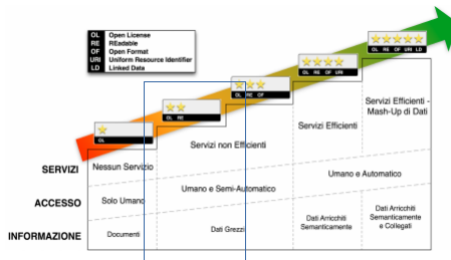 OL Open License
RE REadable
OF Open Format
URI Uniform Resource Identifier
LD Linked Data
OL
OL RE
OL RE OF
OL RE OF URI
OL RE OF URI LD
SERVIZI
Nessun Servizio
Servizi non Efficienti
Servizi Efficienti
Servizi Efficienti -
Mash-Up di Dati
ACCESSO
Solo Umano
Umano e Semi-Automatico
Umano e Automatico
INFORMAZIONE
Documenti
Dati Grezzi
Dati Arricchiti
Semanticamente
Dati Arricchiti
Semanticamente
e Collegati